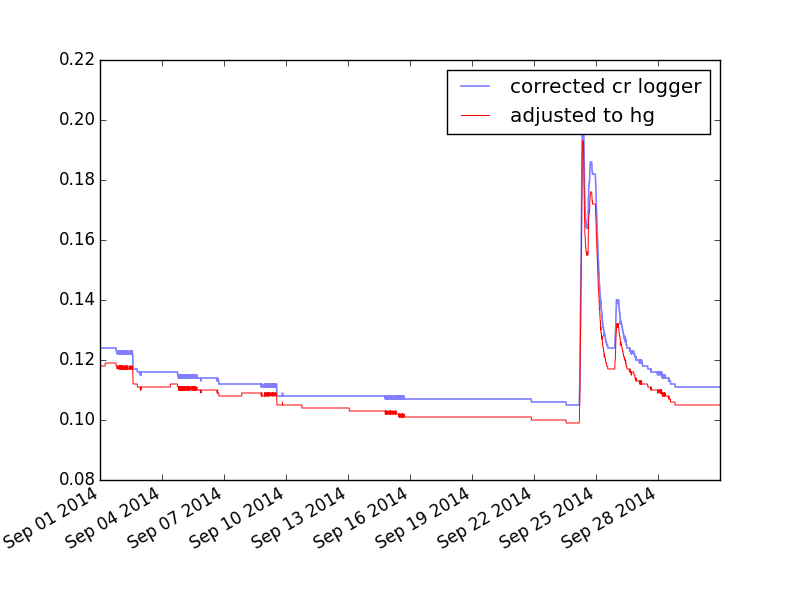 0.22
corrected cr logger
adjusted to hg
0.20
0.18
0.16
0.14
0.12
0.10
0.08
Sep 01 2014
Sep 04 2014
Sep 07 2014
Sep 10 2014
Sep 13 2014
Sep 16 2014
Sep 19 2014
Sep 22 2014
Sep 25 2014
Sep 28 2014